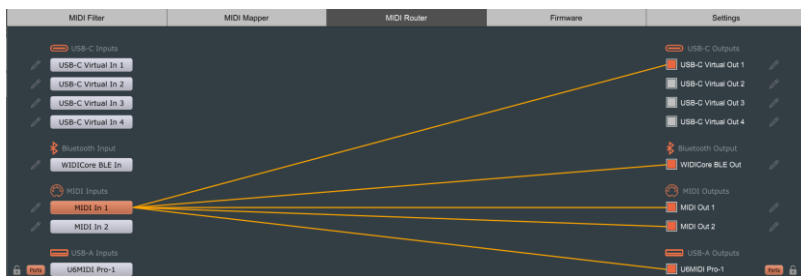 MIDI Filter MIDI Mapper MIDI Router Firmware Settings
USB-C Inputs USB-C Outputs
USB-C Virtual In 1 USB-C Virtual Out 1
USB-C Virtual In 2 USB-C Virtual Out 2
USB-C Virtual In 3 USB-C Virtual Out 3
USB-C Virtual In 4 USB-C Virtual Out 4
Bluetooth Input Bluetooth Output
WIDICore BLE In WIDICore BLE Out
MIDI Inputs MIDI Outputs
MIDI In 1 MIDI Out 1
MIDI In 2 MIDI Out 2
USB-A Inputs USB-A Outputs
Ports U6MIDI Pro-1 U6MIDI Pro-1 Ports